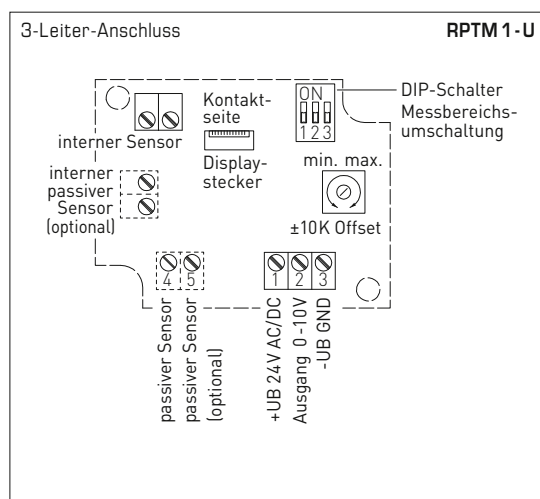 3-Leiter-Anschluss
RPTM 1 - U
ON
1 2 3
DIP-Schalter
Messbereichs-
umschaltung
Kontakt-
seite
interner Sensor
Display-
stecker
min. max.
±10K Offset
interner
passiver
Sensor
(optional)
4
5
1
2
3
passiver Sensor
passiver Sensor
(optional)
+UB 24V AC/DC
Ausgang 0 -10V
-UB GND